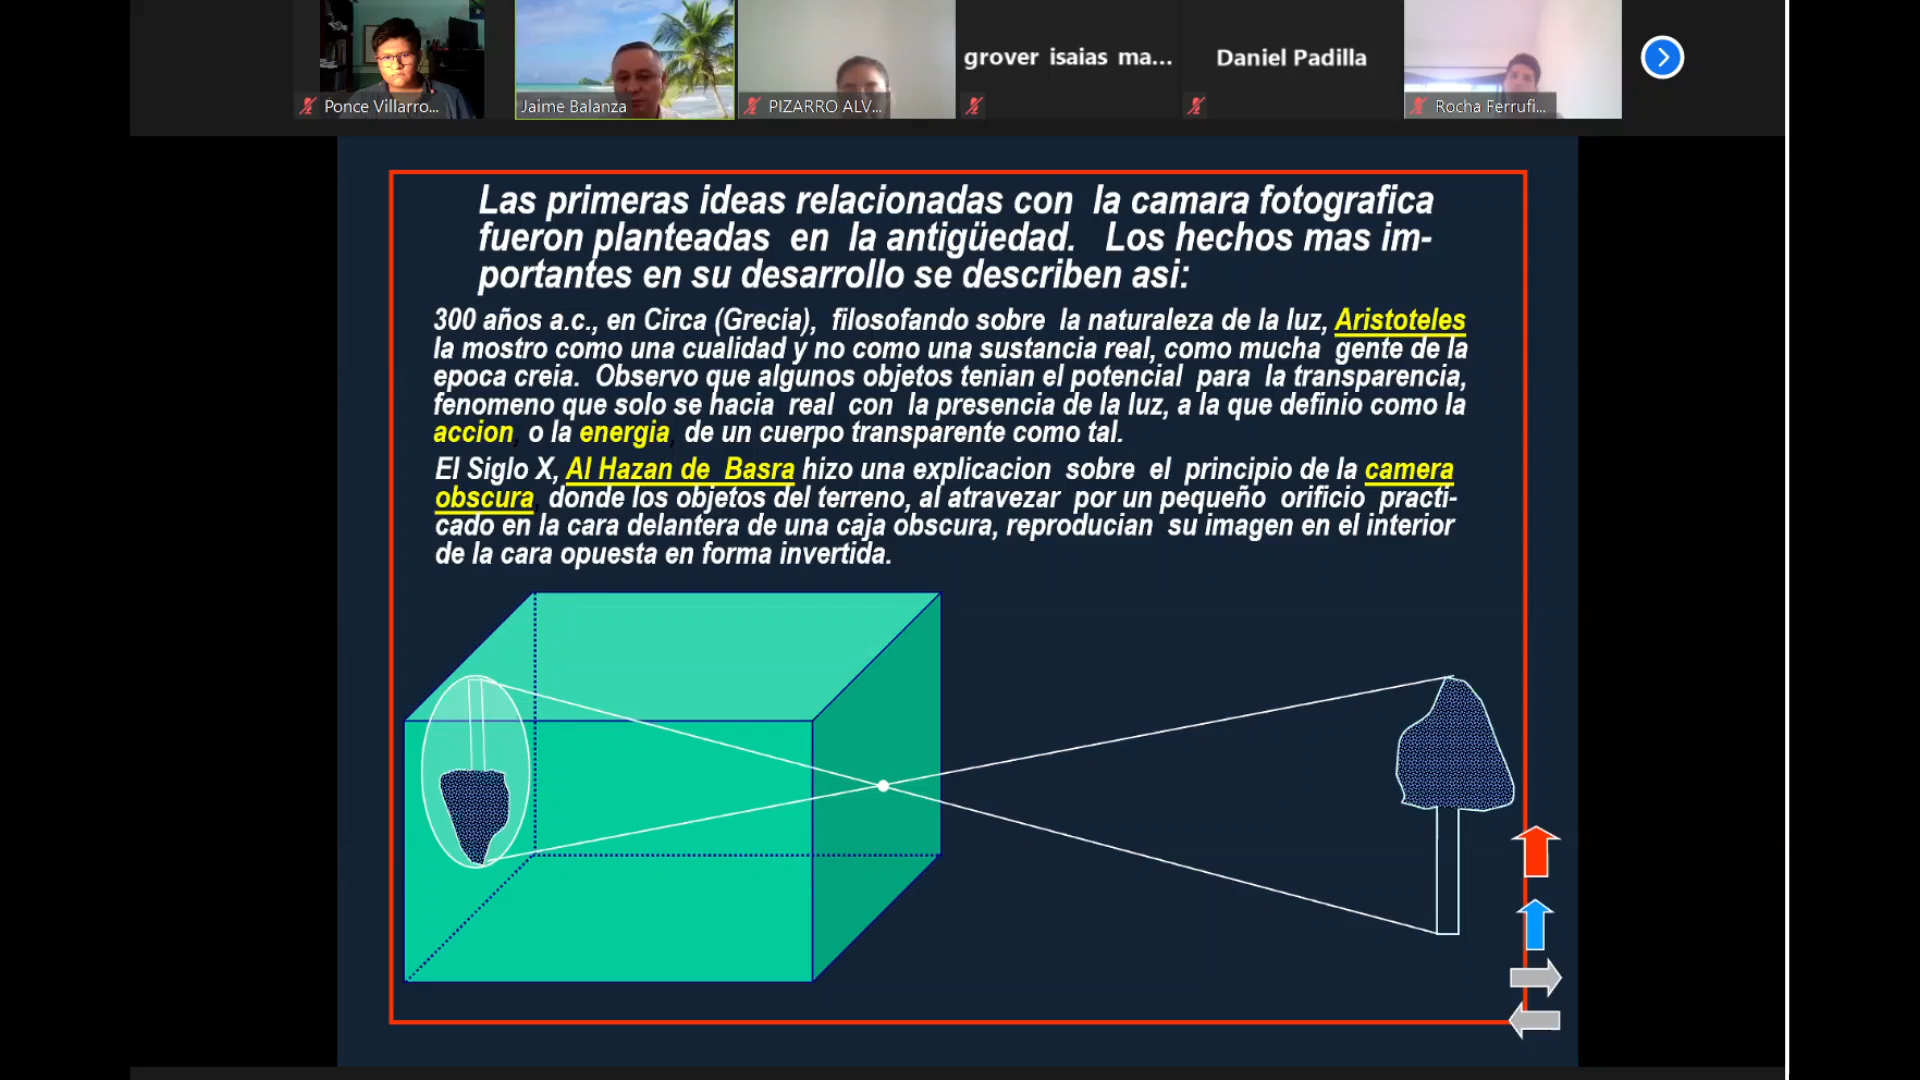 Ponce Villarro...
Jaime Balanza
PIZARRO ALV...
grover isaias ma...
Daniel Padilla
Rocha Ferrufi...
Las primeras ideas relacionadas con la camara fotografica
fueron planteadas en la antigüedad. Los hechos mas im-
portantes en su desarrollo se describen asi:
300 años a.c., en Circa (Grecia), filosofando sobre la naturaleza de la luz, Aristoteles
la mostro como una cualidad y no como una sustancia real, como mucha gente de la
epoca creia. Observo que algunos objetos tenian el potencial para la transparencia,
fenomeno que solo se hacia real con la presencia de la luz, a la que definio como la
accion, o la energia, de un cuerpo transparente como tal.
El Siglo X, Al Hazan de Basra hizo una explicacion sobre el principio de la camera
obscura, donde los objetos del terreno, al atravezar por un pequeño orificio practi-
cado en la cara delantera de una caja obscura, reproducian su imagen en el interior
de la cara opuesta en forma invertida.